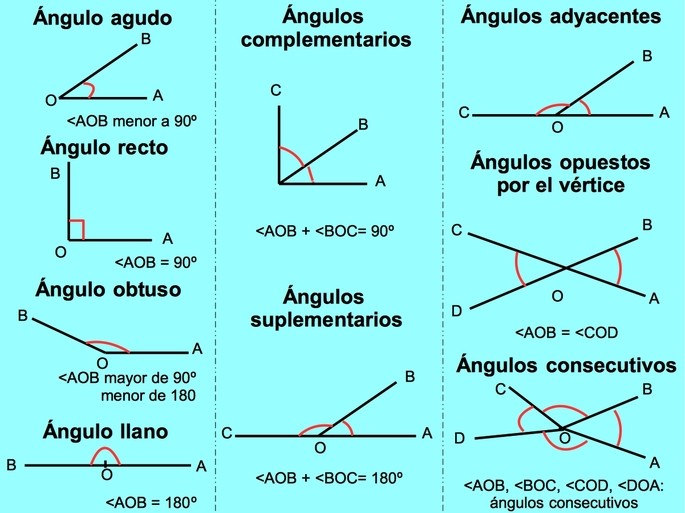 Ángulo agudo
B
O
A
<AOB menor a 90º
Ángulo recto
B
O
A
<AOB = 90º
Ángulo obtuso
B
O
A
<AOB mayor de 90º
menor de 180
Ángulo llano
B
O
A
<AOB = 180º
Ángulos
complementarios
C
B
A
<AOB + <BOC= 90º
Ángulos
suplementarios
B
C
O
A
<AOB + <BOC= 180º
Ángulos adyacentes
B
C
O
A
Ángulos opuestos
por el vértice
C
B
D
O
A
<AOB = <COD
Ángulos consecutivos
C
B
D
O
A
<AOB, <BOC, <COD, <DOA:
ángulos consecutivos